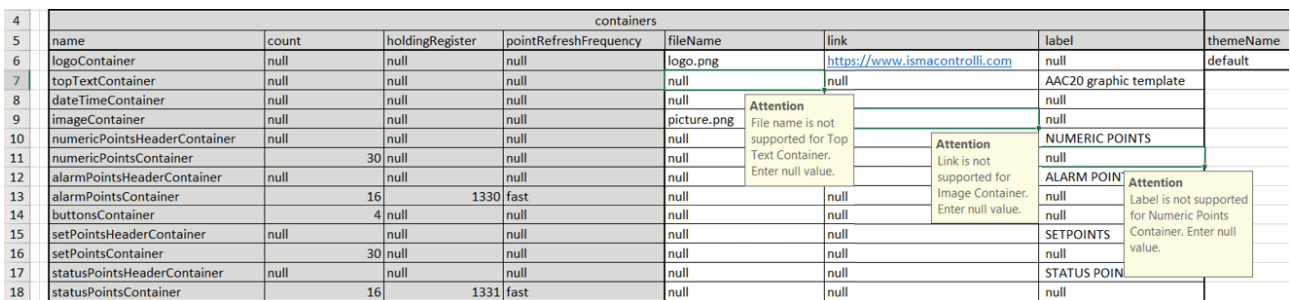 4 containers
5 name count holdingRegister pointRefreshFrequency fileName link label themeName
6 logoContainer null null null logo.png https://www.ismacontrolli.com null default
7 topTextContainer null null null null null AAC20 graphic template
8 dateTimeContainer null null null null null
9 imageContainer null null null picture.png null
10 numericPointsHeaderContainer null null null null NUMERIC POINTS
11 numericPointsContainer 30 null null null null
12 alarmPointsHeaderContainer null null null null ALARM POIN
13 alarmPointsContainer 16 1330 fast null null null
14 buttonsContainer 4 null null null null null
15 setPointsHeaderContainer null null null null null SETPOINTS
16 setPointsContainer 30 null null null null null
17 statusPointsHeaderContainer null null null null null STATUS POIN
18 statusPointsContainer 16 1331 fast null null null
Attention
File name is not
supported for Top
Text Container.
Enter null value.
Attention
Link is not
supported for
Image Container.
Enter null value.
Attention
Label is not supported
for Numeric Points
Container. Enter null
value.